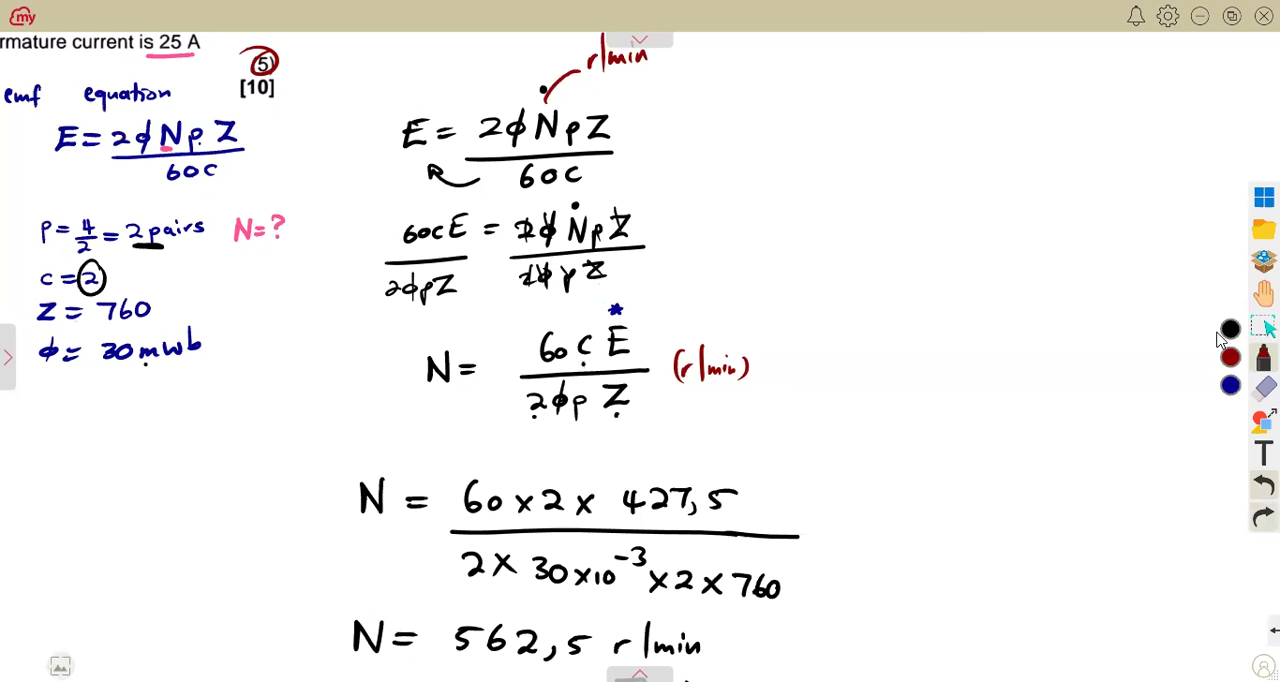 my
rmature current is 25 A
(5)
[10]
emf equation
E = 2ϕNpZ / 60c
p = 4/2 = 2 pairs N = ?
c = 2
Z = 760
ϕ = 30 mwb
r/min
E = 2ϕNpZ / 60c
60cE / 2ϕpZ = 2ϕNpZ / 2ϕpZ
*
N = 60cE / 2ϕpZ (r/min)
N = 60 × 2 × 427,5 / 2 × 30×10⁻³ × 2 × 760
N = 562,5 r/min
T